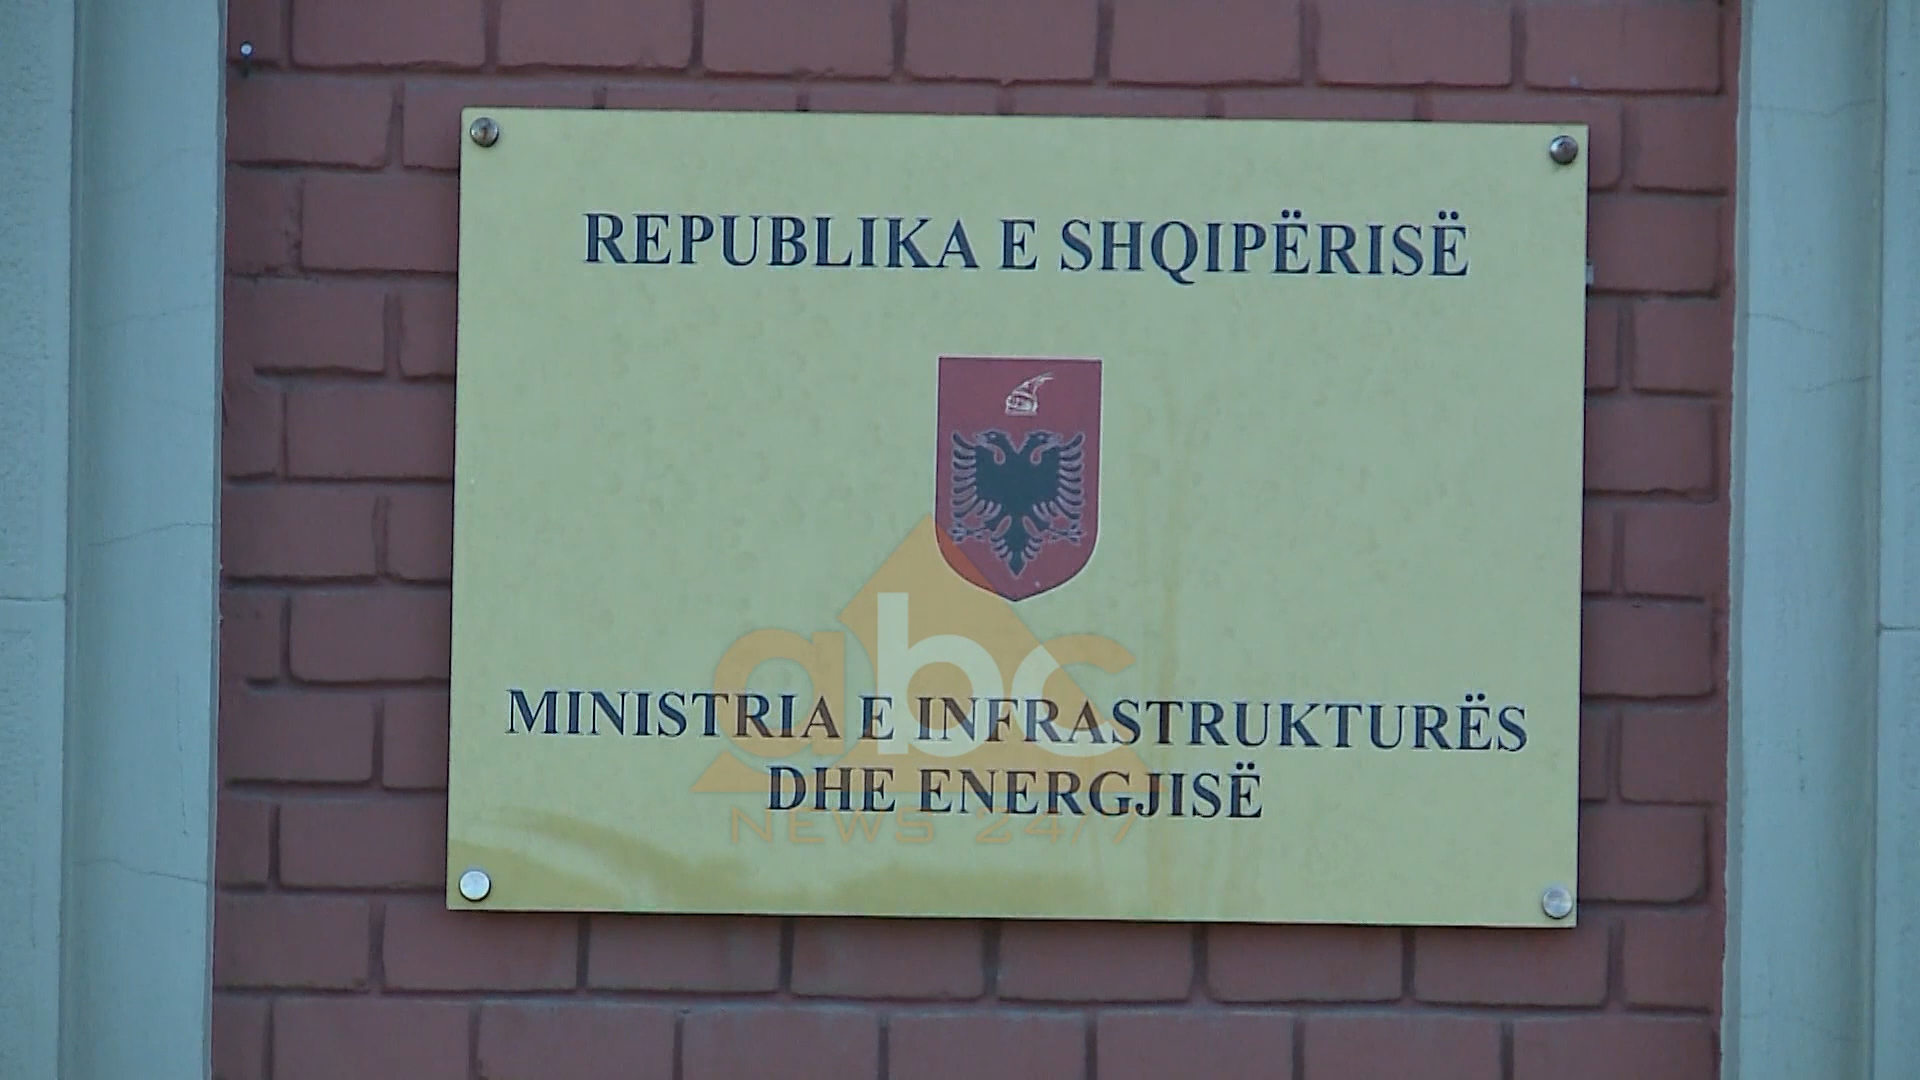 REPUBLIKA E SHQIPËRISË
abc
MINISTRIA E INFRASTRUKTURËS
DHE ENERGJISË
NEWS 24/7